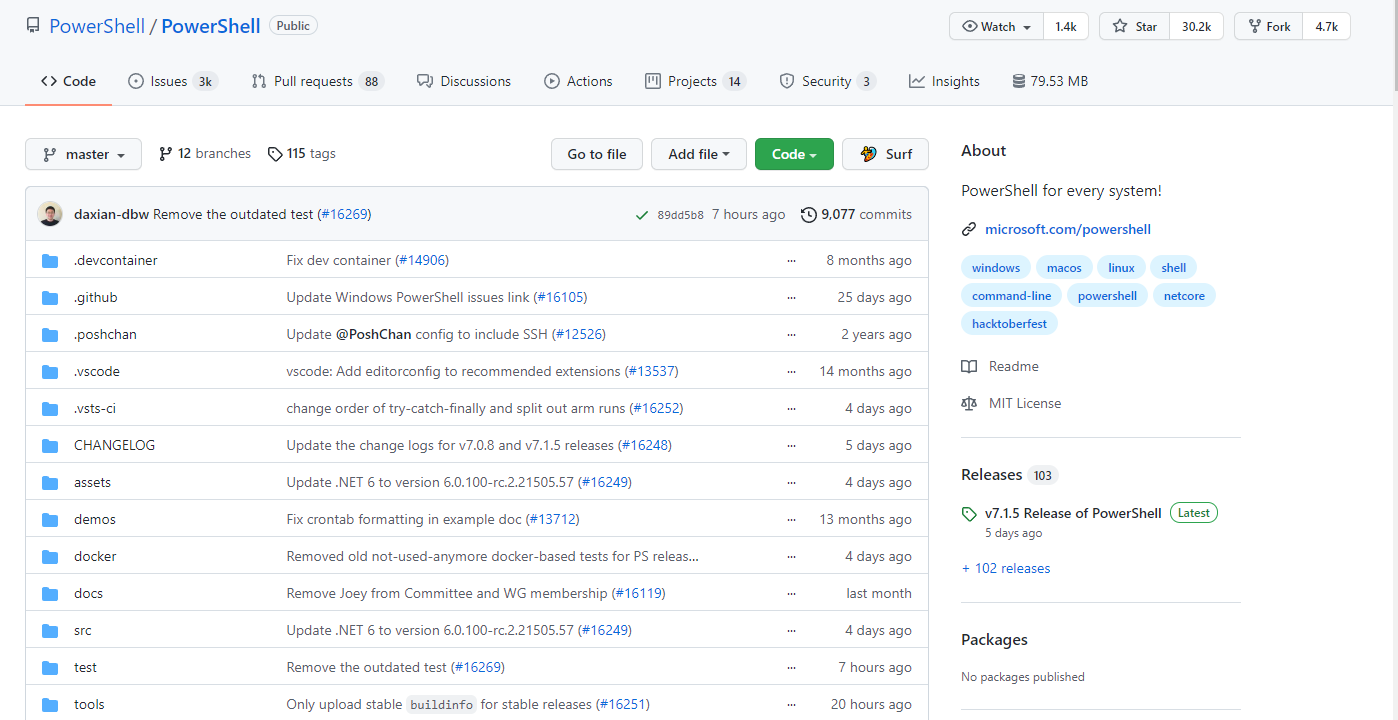 PowerShell / PowerShell Public
Watch 1.4k Star 30.2k Fork 4.7k
Code Issues 3k Pull requests 88 Discussions Actions Projects 14 Security 3 Insights 79.53 MB
master 12 branches 115 tags Go to file Add file Code Surf
daxian-dbw Remove the outdated test (#16269) 89dd5b8 7 hours ago 9,077 commits
.devcontainer Fix dev container (#14906) ... 8 months ago
.github Update Windows PowerShell issues link (#16105) ... 25 days ago
.poshchan Update @PoshChan config to include SSH (#12526) ... 2 years ago
.vscode vscode: Add editorconfig to recommended extensions (#13537) ... 14 months ago
.vsts-ci change order of try-catch-finally and split out arm runs (#16252) ... 4 days ago
CHANGELOG Update the change logs for v7.0.8 and v7.1.5 releases (#16248) ... 5 days ago
assets Update .NET 6 to version 6.0.100-rc.2.21505.57 (#16249) ... 4 days ago
demos Fix crontab formatting in example doc (#13712) ... 13 months ago
docker Removed old not-used-anymore docker-based tests for PS releas... ... 4 days ago
docs Remove Joey from Committee and WG membership (#16119) ... last month
src Update .NET 6 to version 6.0.100-rc.2.21505.57 (#16249) ... 4 days ago
test Remove the outdated test (#16269) ... 7 hours ago
tools Only upload stable buildinfo for stable releases (#16251) ... 20 hours ago
About
PowerShell for every system!
microsoft.com/powershell
windows macos linux shell
command-line powershell netcore
hacktoberfest
Readme
MIT License
Releases 103
v7.1.5 Release of PowerShell Latest
5 days ago
+ 102 releases
Packages
No packages published